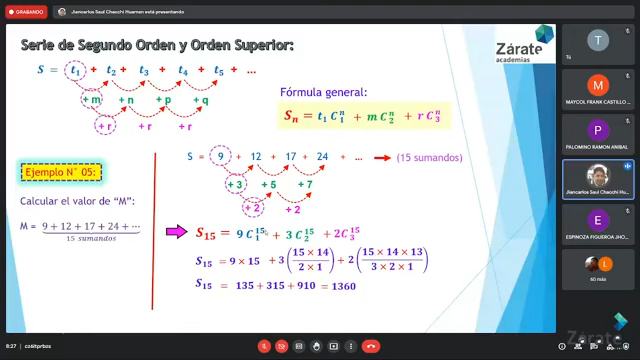 GRABANDO
Jiancarlos Saul Chacchi Huaman está presentando
Serie de Segundo Orden y Orden Superior:
Zárate
academias
S = t₁ + t₂ + t₃ + t₄ + t₅ + ...
+ m + n + p + q
+ r + r + r
Fórmula general:
Sₙ = t₁ C₁ⁿ + m C₂ⁿ + r C₃ⁿ
Ejemplo N° 05:
Calcular el valor de “M”:
M = 9 + 12 + 17 + 24 + ⋯
15 sumandos
S = 9 + 12 + 17 + 24 + ... (15 sumandos)
+ 3 + 5 + 7
+ 2 + 2
S₁₅ = 9 C₁¹⁵ + 3 C₂¹⁵ + 2C₃¹⁵
S₁₅ = 9 × 15 + 3 (15 × 14 / 2 × 1) + 2 (15 × 14 × 13 / 3 × 2 × 1)
S₁₅ = 135 + 315 + 910 = 1360
T
Tú
M
MAYCOL FRANK CASTILLO
P
PALOMINO RAMON ANIBAL
Jiancarlos Saul Chacchi Hua
E
ESPINOZA FIGUEROA JH
L
50 más
8:27
Zárate